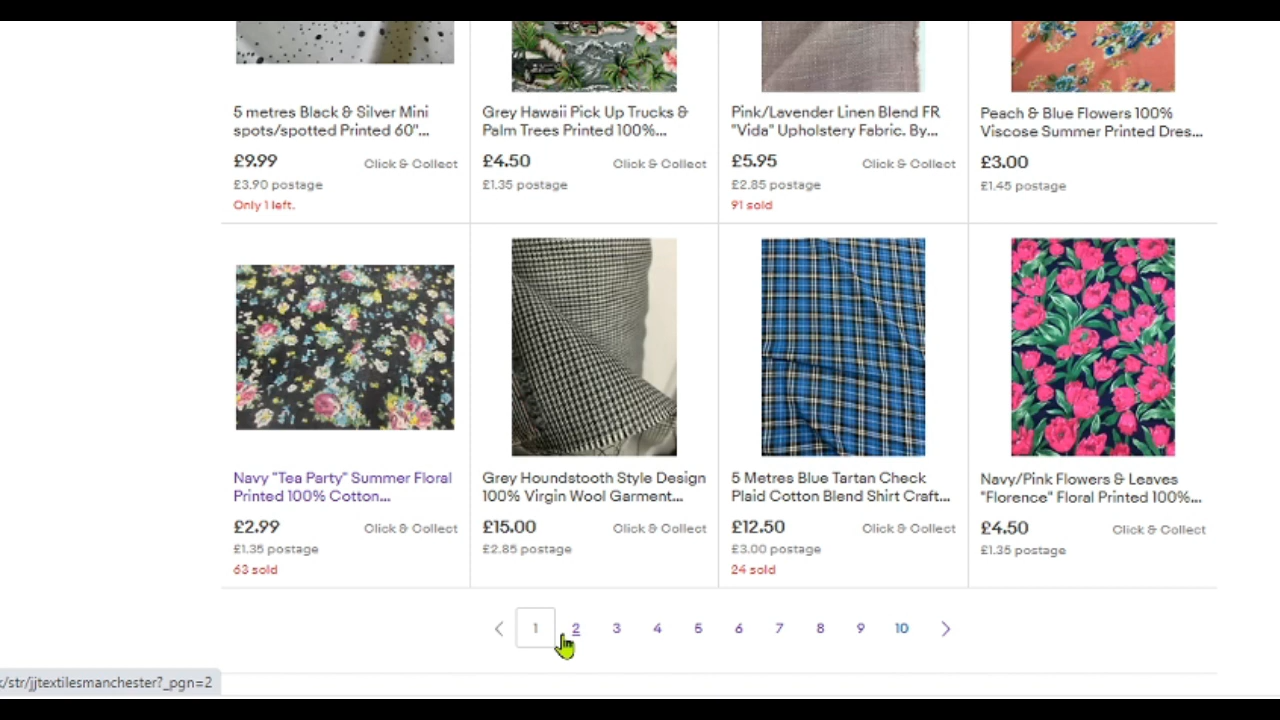 5 metres Black & Silver Mini
spots/spotted Printed 60"...
£9.99
Click & Collect
£3.90 postage
Only 1 left.
Grey Hawaii Pick Up Trucks &
Palm Trees Printed 100%...
£4.50
Click & Collect
£1.35 postage
Pink/Lavender Linen Blend FR
"Vida" Upholstery Fabric. By...
£5.95
Click & Collect
£2.85 postage
91 sold
Peach & Blue Flowers 100%
Viscose Summer Printed Dres...
£3.00
£1.45 postage
Navy "Tea Party" Summer Floral
Printed 100% Cotton...
£2.99
Click & Collect
£1.35 postage
63 sold
Grey Houndstooth Style Design
100% Virgin Wool Garment...
£15.00
Click & Collect
£2.85 postage
5 Metres Blue Tartan Check
Plaid Cotton Blend Shirt Craft...
£12.50
Click & Collect
£3.00 postage
24 sold
Navy/Pink Flowers & Leaves
"Florence" Floral Printed 100%...
£4.50
Click & Collect
£1.35 postage
1 2 3 4 5 6 7 8 9 10
/str/jjtextilesmanchester?_pgn=2